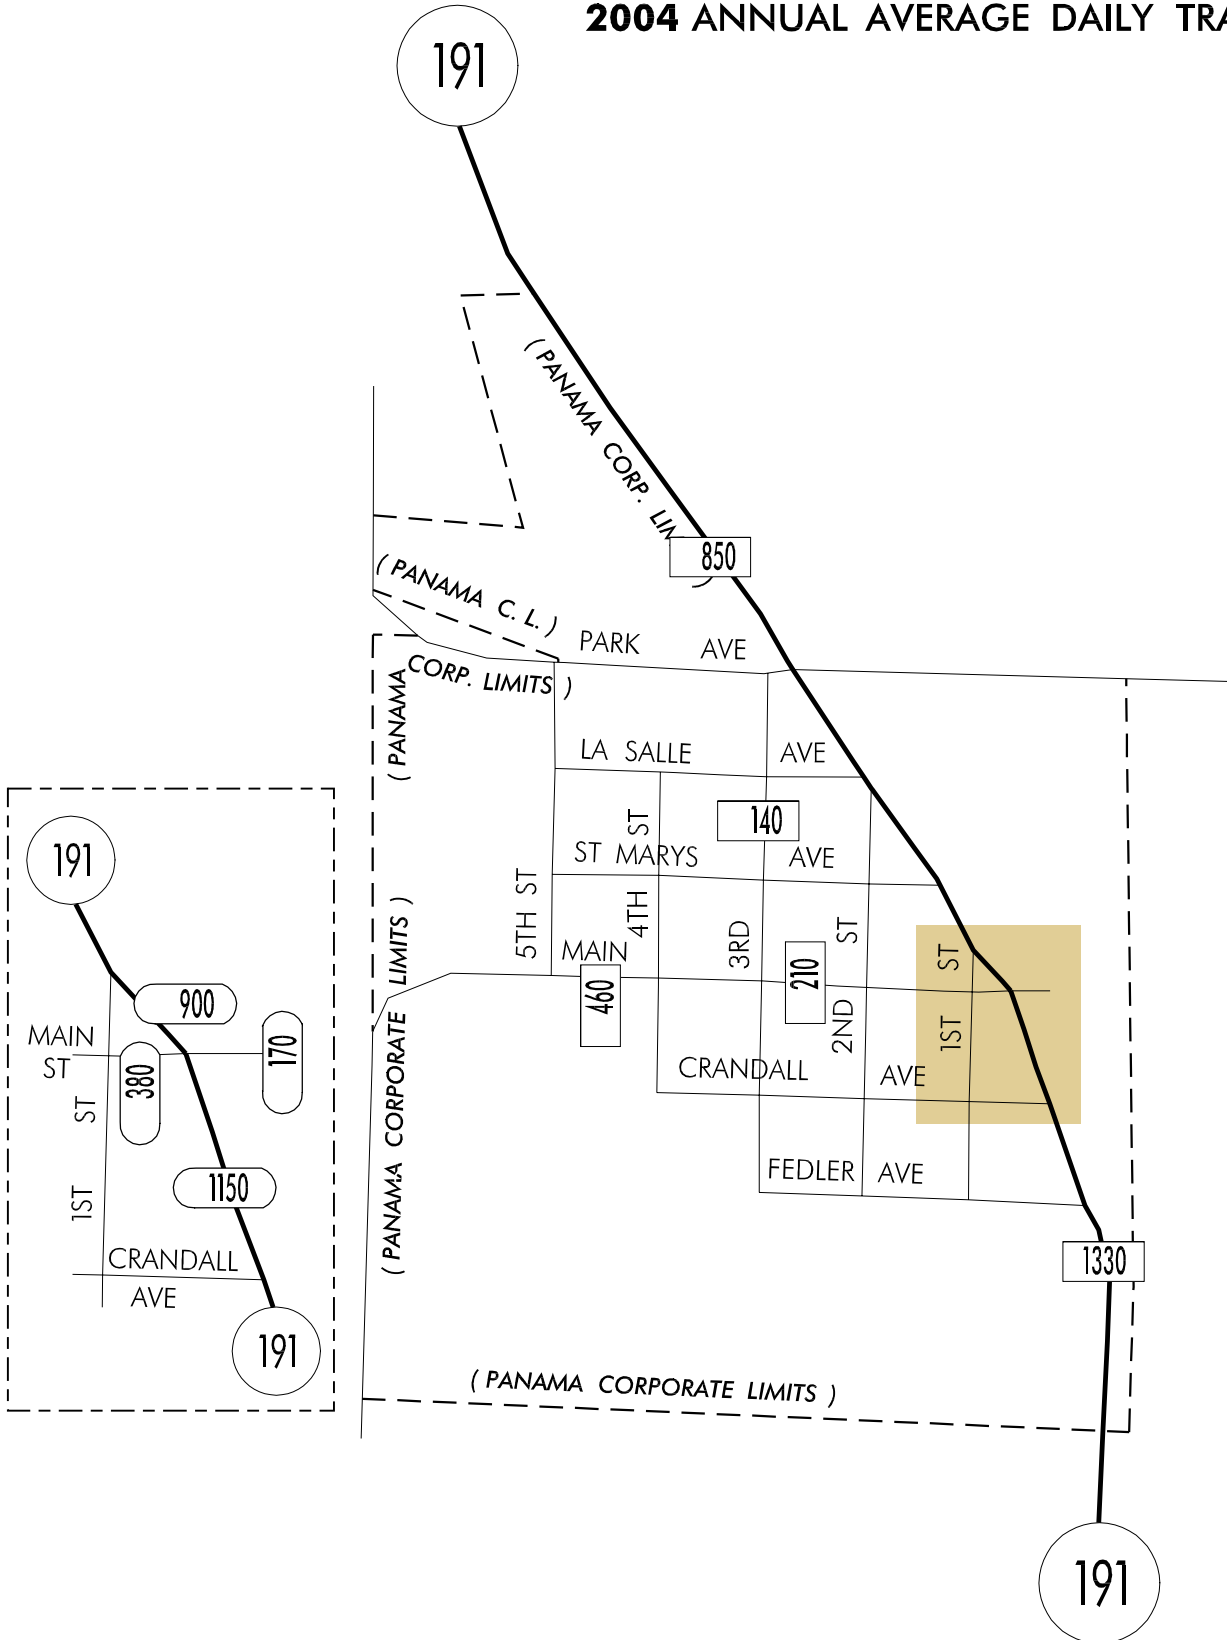 2004 ANNUAL AVERAGE DAILY TRA
191
( PANAMA CORP. LIM
)
850
( PANAMA C. L. )
PARK AVE
( PANAMA
CORP. LIMITS )
LA SALLE AVE
ST
140
ST MARYS AVE
191
5TH ST
4TH
3RD
ST
ST
LIMITS )
MAIN
460
210
2ND
1ST
900
MAIN
ST
170
380
ST
CRANDALL AVE
( PANAMA CORPORATE
FEDLER AVE
1150
1ST
CRANDALL
AVE
1330
191
( PANAMA CORPORATE LIMITS )
191